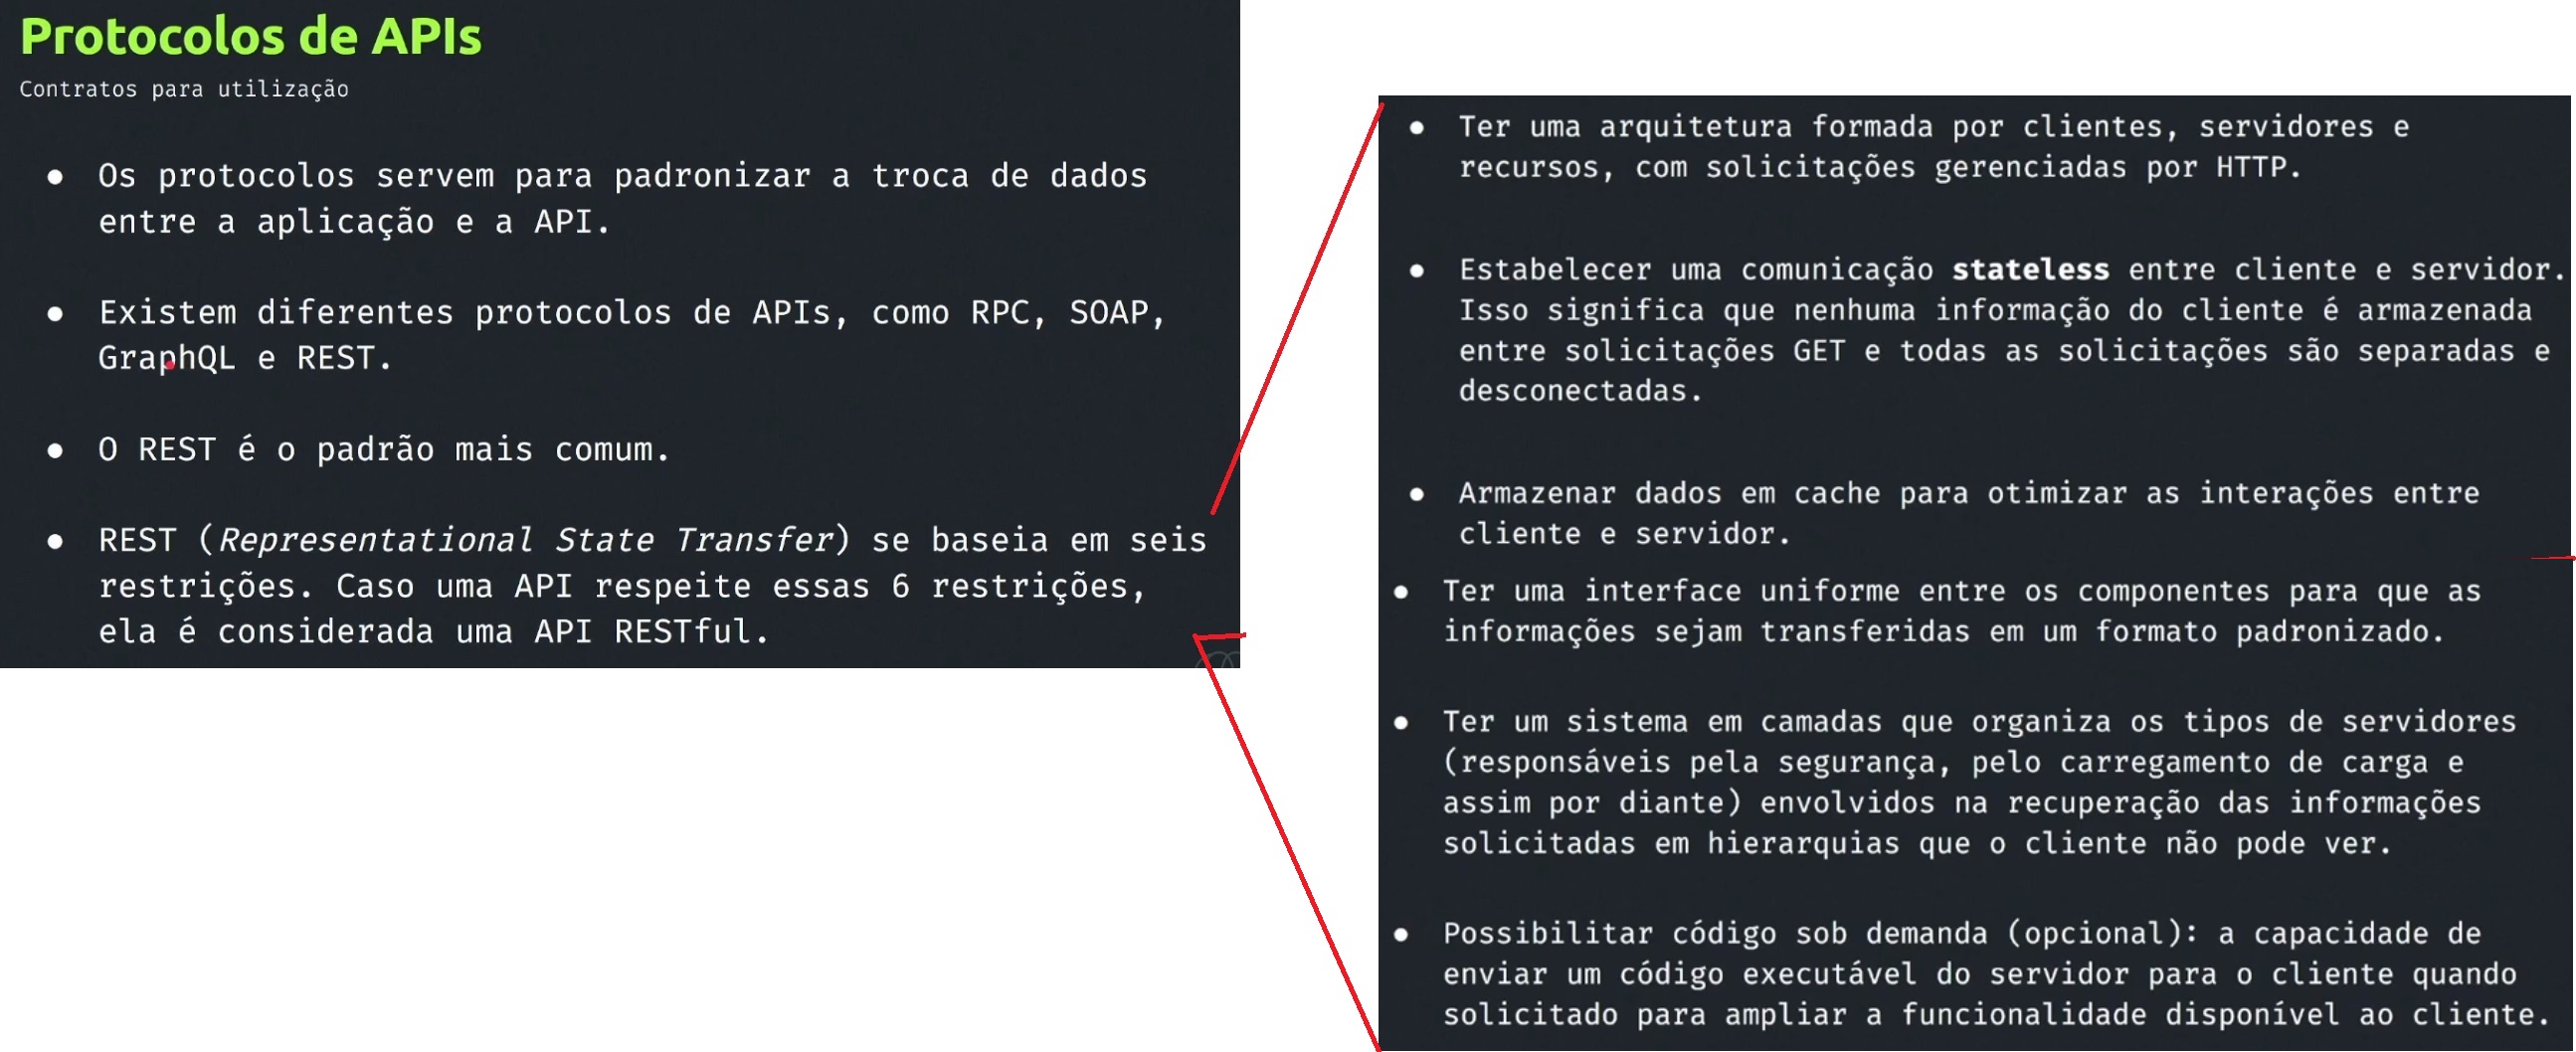 Protocolos de APIs
Contratos para utilização
● Os protocolos servem para padronizar a troca de dados
entre a aplicação e a API.
● Existem diferentes protocolos de APIs, como RPC, SOAP,
GraphQL e REST.
● O REST é o padrão mais comum.
● REST (Representational State Transfer) se baseia em seis
restrições. Caso uma API respeite essas 6 restrições,
ela é considerada uma API RESTful.
● Ter uma arquitetura formada por clientes, servidores e
recursos, com solicitações gerenciadas por HTTP.
● Estabelecer uma comunicação stateless entre cliente e servidor.
Isso significa que nenhuma informação do cliente é armazenada
entre solicitações GET e todas as solicitações são separadas e
desconectadas.
● Armazenar dados em cache para otimizar as interações entre
cliente e servidor.
● Ter uma interface uniforme entre os componentes para que as
informações sejam transferidas em um formato padronizado.
● Ter um sistema em camadas que organiza os tipos de servidores
(responsáveis pela segurança, pelo carregamento de carga e
assim por diante) envolvidos na recuperação das informações
solicitadas em hierarquias que o cliente não pode ver.
● Possibilitar código sob demanda (opcional): a capacidade de
enviar um código executável do servidor para o cliente quando
solicitado para ampliar a funcionalidade disponível ao cliente.